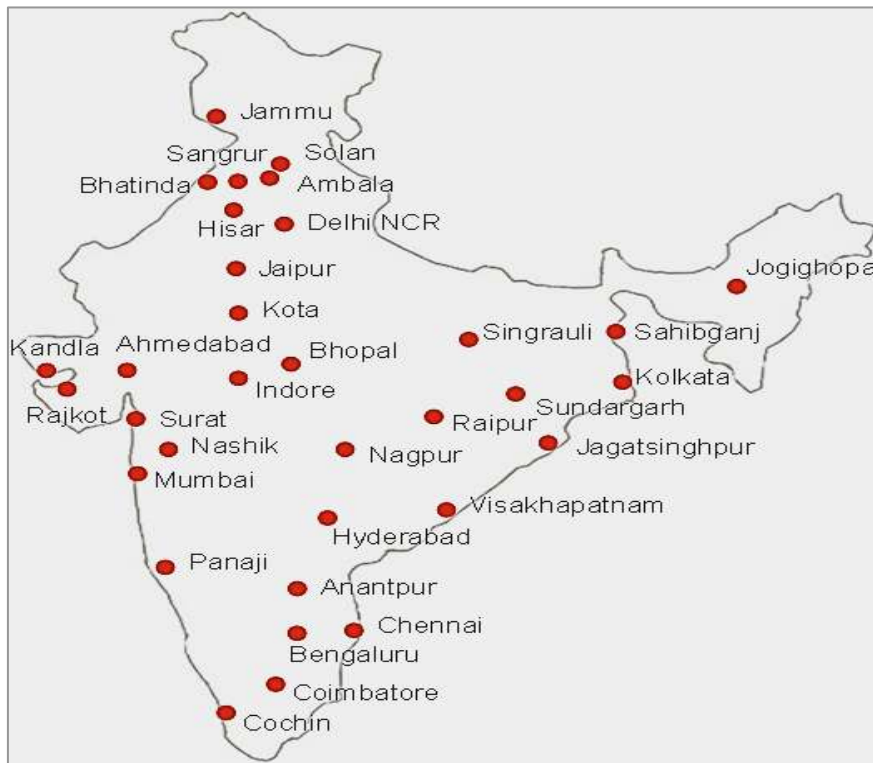 Jammu
Sangrur
Solan
Bhatinda
Ambala
Hisar
Delhi NCR
Jaipur
Jogighopa
Kota
Singrauli
Sahibganj
Kandla
Ahmedabad
Bhopal
Indore
Kolkata
Rajkot
Surat
Raipur
Sundargarh
Nashik
Nagpur
Jagatsinghpur
Mumbai
Visakhapatnam
Hyderabad
Panaji
Anantpur
Chennai
Bengaluru
Coimbatore
Cochin